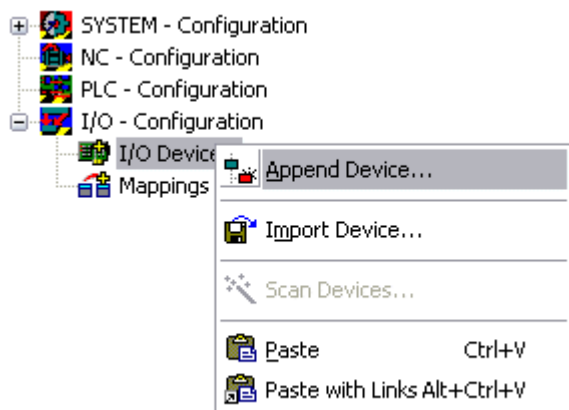 SYSTEM - Configuration
NC - Configuration
PLC - Configuration
I/O - Configuration
I/O Device
Append Device...
Mappings
Import Device...
Scan Devices...
Paste Ctrl+V
Paste with Links Alt+Ctrl+V